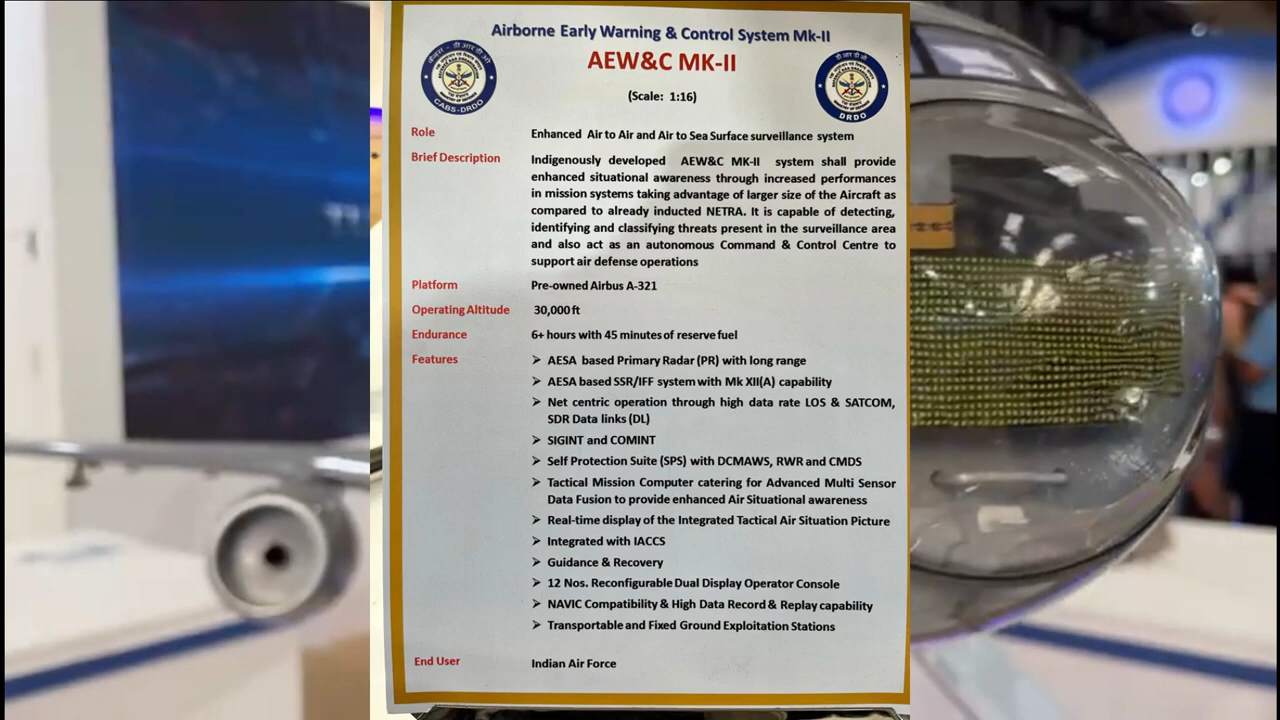 Airborne Early Warning & Control System Mk-II
AEW&C MK-II
(Scale: 1:16)
CABS-DRDO
DRDO
Role Enhanced Air to Air and Air to Sea Surface surveillance system
Brief Description Indigenously developed AEW&C MK-II system shall provide
enhanced situational awareness through increased performances
in mission systems taking advantage of larger size of the Aircraft as
compared to already inducted NETRA. It is capable of detecting,
identifying and classifying threats present in the surveillance area
and also act as an autonomous Command & Control Centre to
support air defense operations
Platform Pre-owned Airbus A-321
Operating Altitude 30,000 ft
Endurance 6+ hours with 45 minutes of reserve fuel
Features ➢ AESA based Primary Radar (PR) with long range
➢ AESA based SSR/IFF system with Mk XII(A) capability
➢ Net centric operation through high data rate LOS & SATCOM,
SDR Data links (DL)
➢ SIGINT and COMINT
➢ Self Protection Suite (SPS) with DCMAWS, RWR and CMDS
➢ Tactical Mission Computer catering for Advanced Multi Sensor
Data Fusion to provide enhanced Air Situational awareness
➢ Real-time display of the Integrated Tactical Air Situation Picture
➢ Integrated with IACCS
➢ Guidance & Recovery
➢ 12 Nos. Reconfigurable Dual Display Operator Console
➢ NAVIC Compatibility & High Data Record & Replay capability
➢ Transportable and Fixed Ground Exploitation Stations
End User Indian Air Force